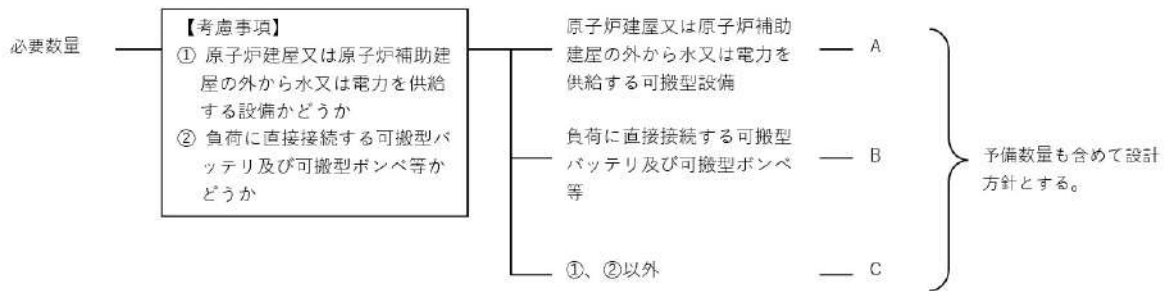 必要数量
【考慮事項】
① 原子炉建屋又は原子炉補助建
屋の外から水又は電力を供給
する設備かどうか
② 負荷に直接接続する可搬型バ
ッテリ及び可搬型ボンベ等か
どうか
原子炉建屋又は原子炉補助
建屋の外から水又は電力を
供給する可搬型設備
A
負荷に直接接続する可搬型
バッテリ及び可搬型ボンベ
等
B
①、②以外
C
予備数量も含めて設計
方針とする。